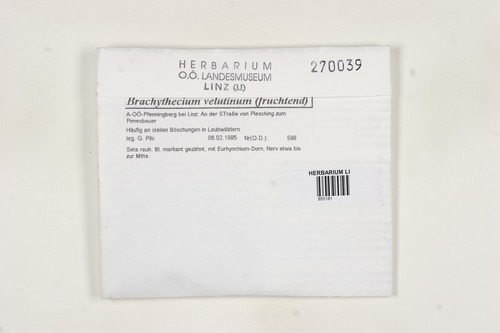 HERBARIUM
O.Ö. LANDESMUSEUM
LINZ (LI)
270039
Brachythecium velutinum (fruchtend)
A-OÖ-Pfenningberg bei Linz: An der STraße von Plesching zum
Pimesbauer
Häufig an steilen Böschungen in Laubwäldern
leg. G. Pils 06.02.1995 Nr(O.D.): 598
Seta rauh. Bl. markant gezähnt, mit Eurhynchium-Dorn, Nerv etwa bis
zur Mitte.
HERBARIUM LI